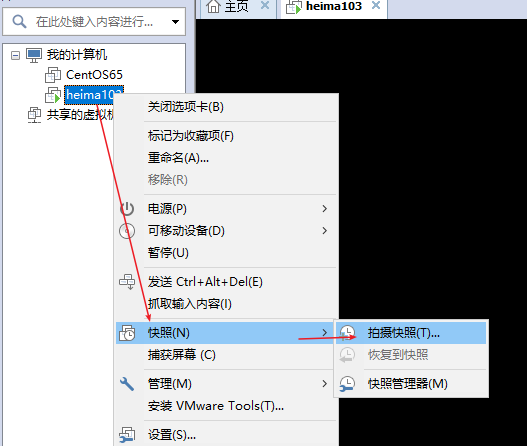 在此处键入内容进行...
主页
heima103
我的计算机
CentOS65
heima103
共享的虚拟机
关闭选项卡(B)
标记为收藏项(F)
重命名(A)...
移除(R)
电源(P)
可移动设备(D)
暂停(U)
发送 Ctrl+Alt+Del(E)
抓取输入内容(I)
快照(N)
拍摄快照(T)...
捕获屏幕 (C)
恢复到快照
管理(M)
快照管理器(M)
安装 VMware Tools(T)...
设置(S)...